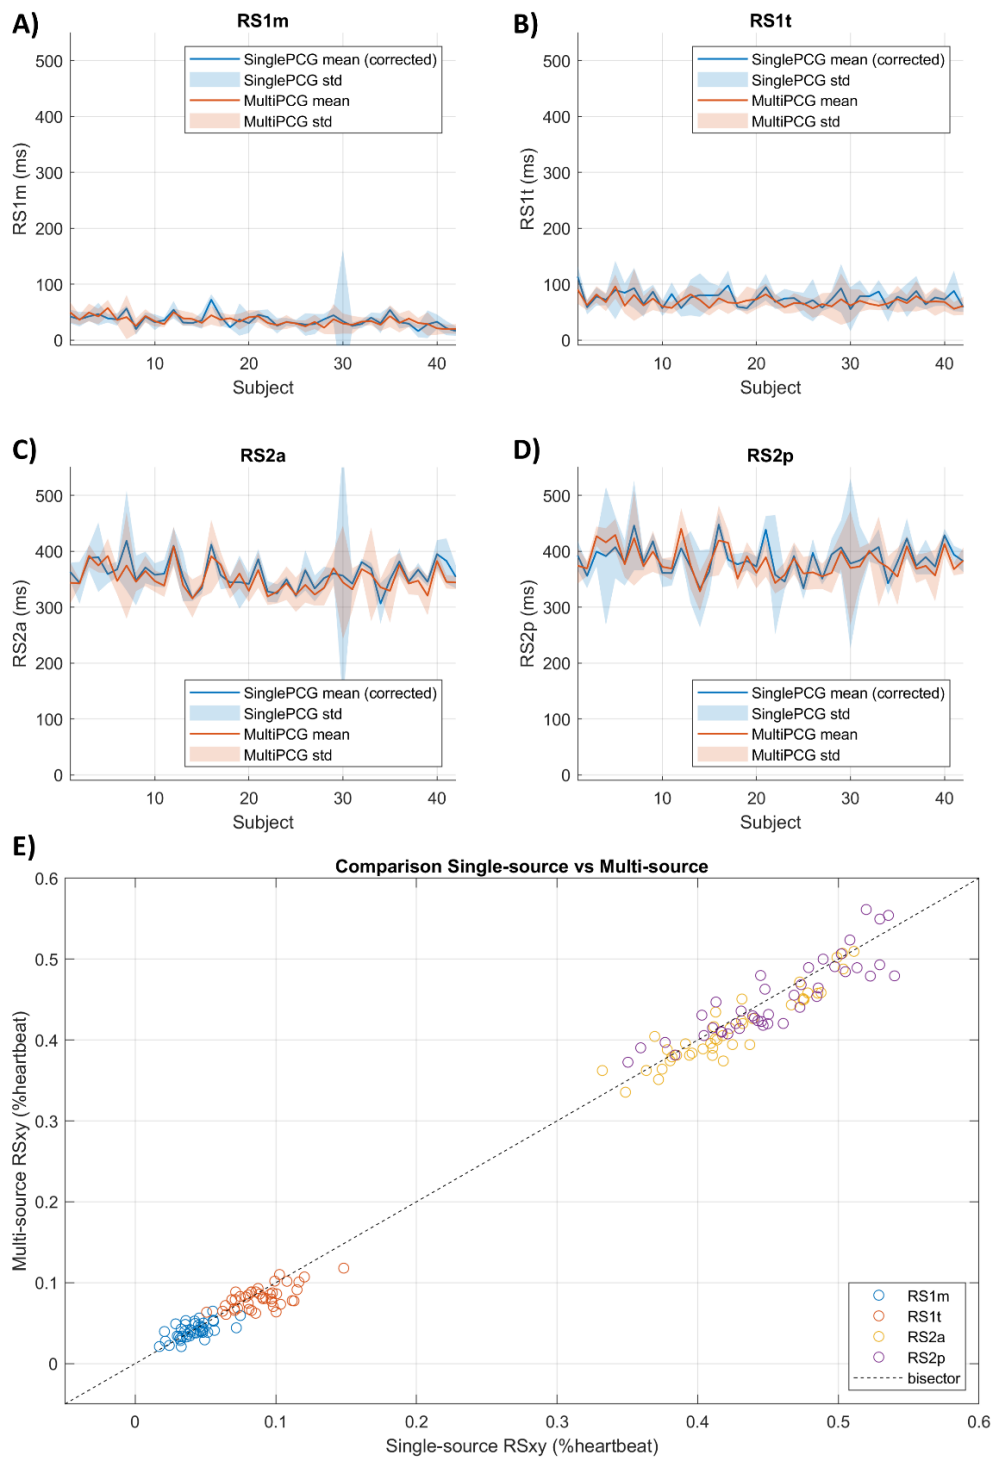 A)
RS1m
500
400
300
200
100
0
RS1m (ms)
10
20
30
40
Subject
SinglePCG mean (corrected)
SinglePCG std
MultiPCG mean
MultiPCG std
B)
RS1t
500
400
300
200
100
0
RS1t (ms)
10
20
30
40
Subject
SinglePCG mean (corrected)
SinglePCG std
MultiPCG mean
MultiPCG std
C)
RS2a
500
400
300
200
100
0
RS2a (ms)
10
20
30
40
Subject
SinglePCG mean (corrected)
SinglePCG std
MultiPCG mean
MultiPCG std
D)
RS2p
500
400
300
200
100
0
RS2p (ms)
10
20
30
40
Subject
SinglePCG mean (corrected)
SinglePCG std
MultiPCG mean
MultiPCG std
E)
Comparison Single-source vs Multi-source
0.6
0.5
0.4
0.3
0.2
0.1
0
Multi-source RSxy (%heartbeat)
0
0.1
0.2
0.3
0.4
0.5
0.6
Single-source RSxy (%heartbeat)
RS1m
RS1t
RS2a
RS2p
bisector